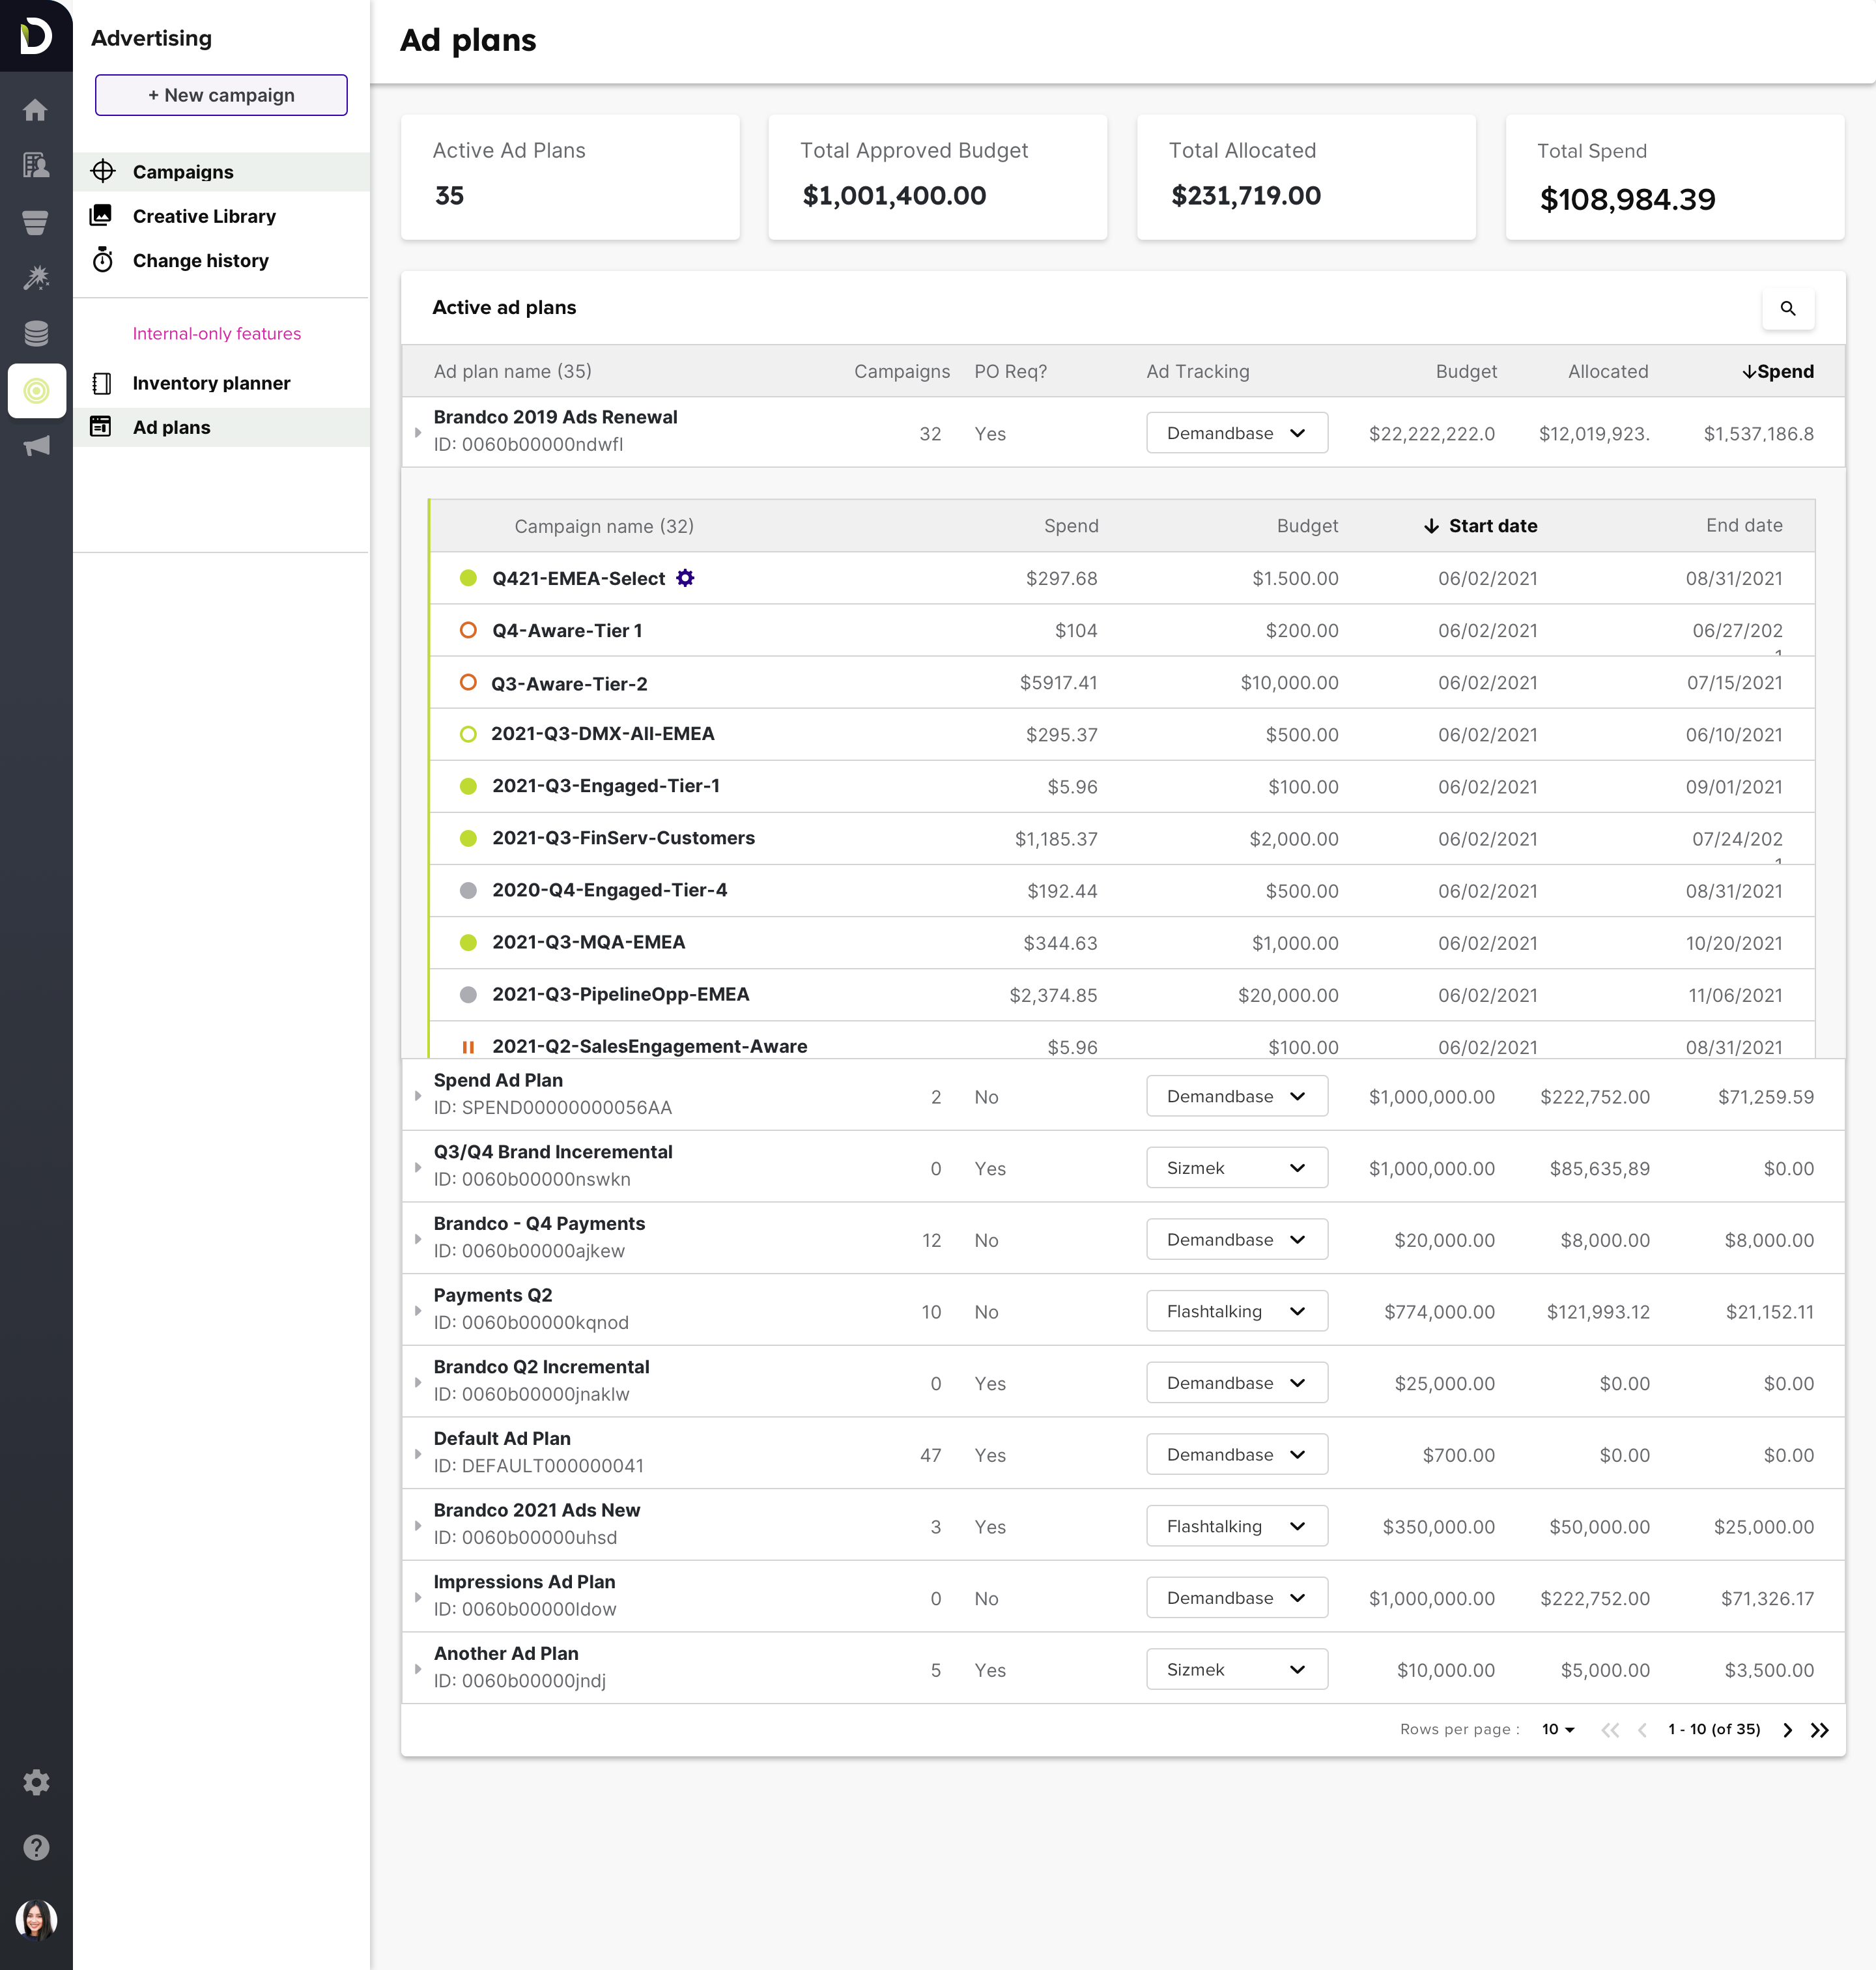 Advertising
+ New campaign
Campaigns
Creative Library
Change history
Internal-only features
Inventory planner
Ad plans
Ad plans
Active Ad Plans
35
Total Approved Budget
$1,001,400.00
Total Allocated
$231,719.00
Total Spend
$108,984.39
Active ad plans
Ad plan name (35) Campaigns PO Req? Ad Tracking Budget Allocated Spend
Brandco 2019 Ads Renewal
ID: 0060b00000ndwfl
32 Yes Demandbase $22,222,222.0 $12,019,923. $1,537,186.8
Campaign name (32) Spend Budget Start date End date
Q421-EMEA-Select $297.68 $1.500.00 06/02/2021 08/31/2021
Q4-Aware-Tier 1 $104 $200.00 06/02/2021 06/27/202
1
Q3-Aware-Tier-2 $5917.41 $10,000.00 06/02/2021 07/15/2021
2021-Q3-DMX-All-EMEA $295.37 $500.00 06/02/2021 06/10/2021
2021-Q3-Engaged-Tier-1 $5.96 $100.00 06/02/2021 09/01/2021
2021-Q3-FinServ-Customers $1,185.37 $2,000.00 06/02/2021 07/24/202
1
2020-Q4-Engaged-Tier-4 $192.44 $500.00 06/02/2021 08/31/2021
2021-Q3-MQA-EMEA $344.63 $1,000.00 06/02/2021 10/20/2021
2021-Q3-PipelineOpp-EMEA $2,374.85 $20,000.00 06/02/2021 11/06/2021
2021-Q2-SalesEngagement-Aware $5.96 $100.00 06/02/2021 08/31/2021
Spend Ad Plan
ID: SPEND00000000056AA
2 No Demandbase $1,000,000.00 $222,752.00 $71,259.59
Q3/Q4 Brand Inceremental
ID: 0060b00000nswkn
0 Yes Sizmek $1,000,000.00 $85,635,89 $0.00
Brandco - Q4 Payments
ID: 0060b00000ajkew
12 No Demandbase $20,000.00 $8,000.00 $8,000.00
Payments Q2
ID: 0060b00000kqnod
10 No Flashtalking $774,000.00 $121,993.12 $21,152.11
Brandco Q2 Incremental
ID: 0060b00000jnaklw
0 Yes Demandbase $25,000.00 $0.00 $0.00
Default Ad Plan
ID: DEFAULT000000041
47 Yes Demandbase $700.00 $0.00 $0.00
Brandco 2021 Ads New
ID: 0060b00000uhsd
3 Yes Flashtalking $350,000.00 $50,000.00 $25,000.00
Impressions Ad Plan
ID: 0060b00000ldow
0 No Demandbase $1,000,000.00 $222,752.00 $71,326.17
Another Ad Plan
ID: 0060b00000jndj
5 Yes Sizmek $10,000.00 $5,000.00 $3,500.00
Rows per page : 10 1 - 10 (of 35)